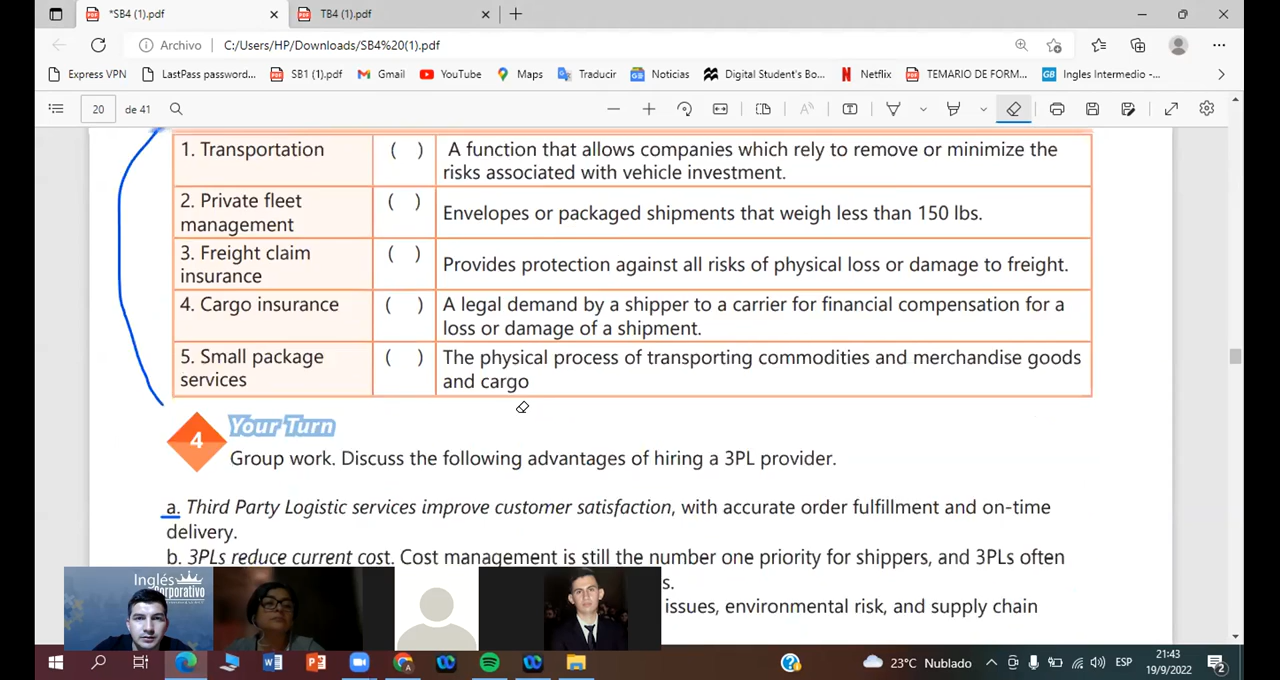 *SB4 (1).pdf
TB4 (1).pdf
Archivo C:/Users/HP/Downloads/SB4%20(1).pdf
Express VPN LastPass password... SB1 (1).pdf Gmail YouTube Maps Traducir Noticias Digital Student's Bo... Netflix TEMARIO DE FORM... Ingles Intermedio -...
20 de 41
1. Transportation ( ) A function that allows companies which rely to remove or minimize the
risks associated with vehicle investment.
2. Private fleet ( )
management
Envelopes or packaged shipments that weigh less than 150 lbs.
3. Freight claim ( )
insurance
Provides protection against all risks of physical loss or damage to freight.
4. Cargo insurance ( ) A legal demand by a shipper to a carrier for financial compensation for a
loss or damage of a shipment.
5. Small package ( ) The physical process of transporting commodities and merchandise goods
services and cargo
4 Your Turn
Group work. Discuss the following advantages of hiring a 3PL provider.
a. Third Party Logistic services improve customer satisfaction, with accurate order fulfillment and on-time
delivery.
b. 3PLs reduce current cost. Cost management is still the number one priority for shippers, and 3PLs often
s.
issues, environmental risk, and supply chain
Inglés
Corporativo
23°C Nublado ESP 21:43
19/9/2022
2